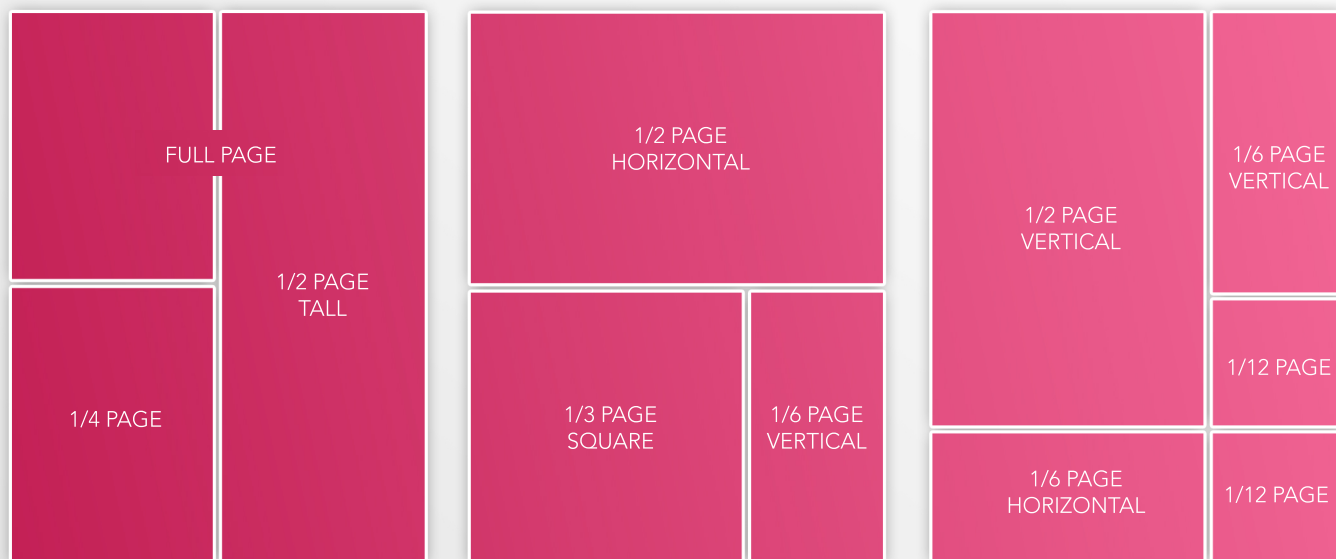 FULL PAGE
1/2 PAGE
TALL
1/4 PAGE
1/2 PAGE
HORIZONTAL
1/3 PAGE
SQUARE
1/6 PAGE
VERTICAL
1/2 PAGE
VERTICAL
1/6 PAGE
VERTICAL
1/12 PAGE
1/6 PAGE
HORIZONTAL
1/12 PAGE